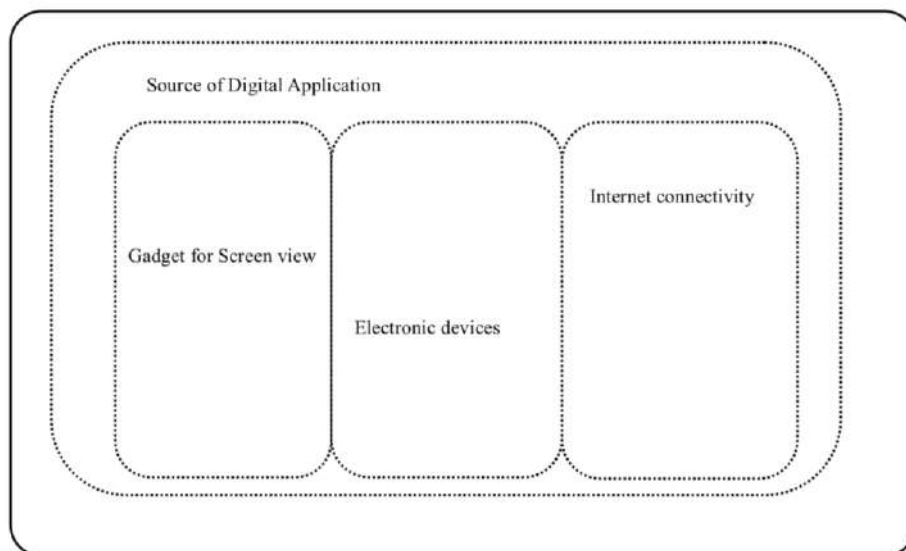 Source of Digital Application
Internet connectivity
Gadget for Screen view
Electronic devices